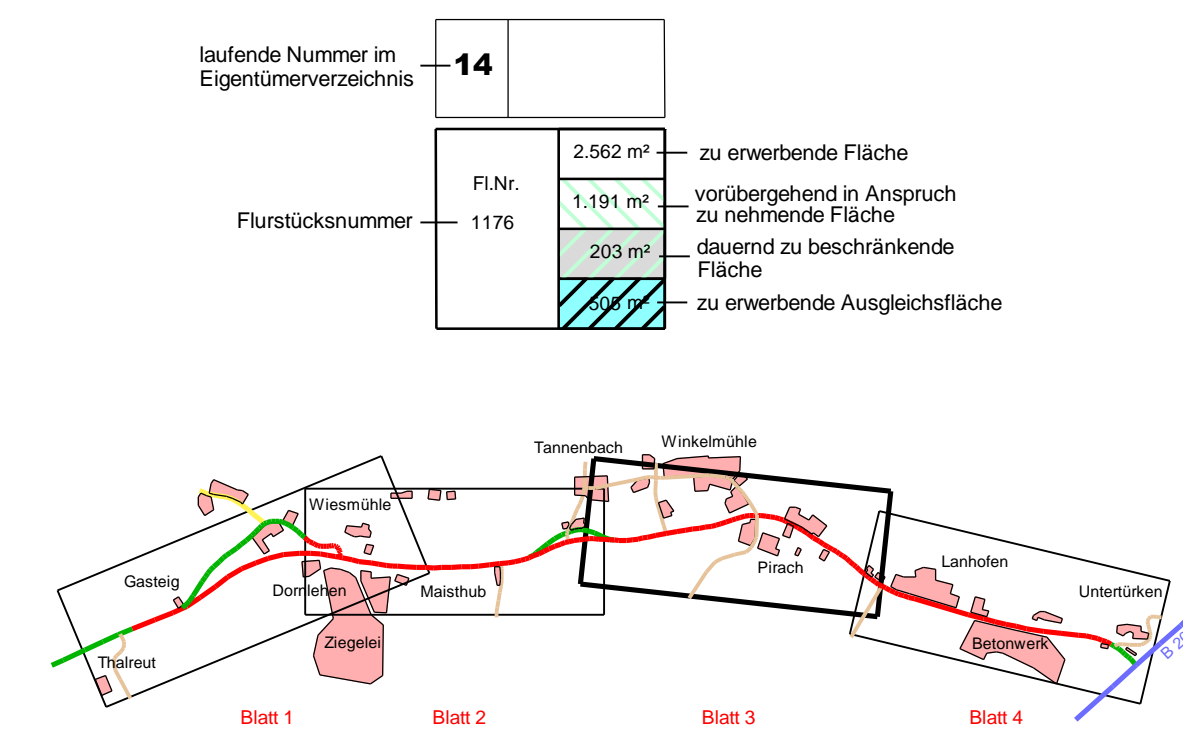 laufende Nummer im
Eigentümerverzeichnis
14
2.562 m²
zu erwerbende Fläche
Fl.Nr.
1176
Flurstücksnummer
1.191 m²
vorübergehend in Anspruch
zu nehmende Fläche
203 m²
dauernd zu beschränkende
Fläche
505 m²
zu erwerbende Ausgleichsfläche
Tannenbach
Winkelmühle
Wiesmühle
Gasteig
Dornlehen
Maisthub
Pirach
Lanhofen
Untertürken
Thalreut
Ziegelei
Betonwerk
Blatt 1
Blatt 2
Blatt 3
Blatt 4